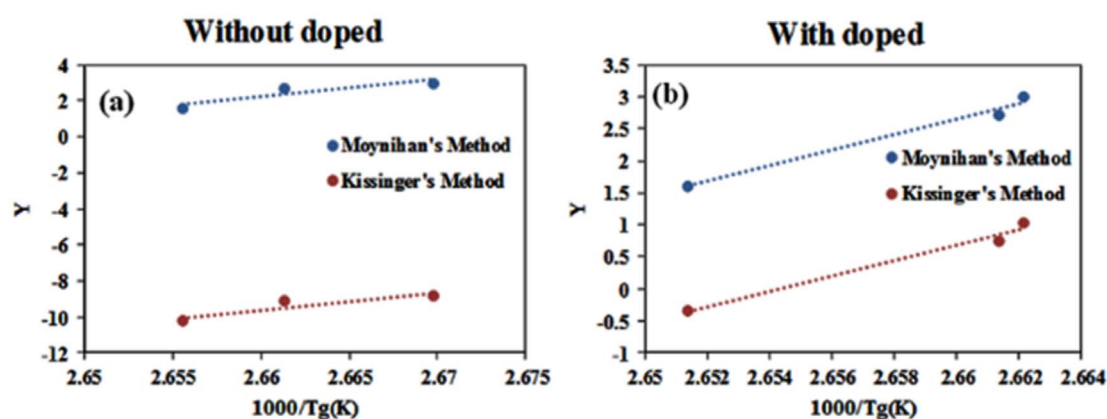 Without doped
4
2
0
-2
-4
-6
-8
-10
-12
Y
(a)
Moynihan's Method
Kissinger's Method
2.65 2.655 2.66 2.665 2.67 2.675
1000/Tg(K)
With doped
3.5
3
2.5
2
1.5
1
0.5
0
-0.5
-1
Y
(b)
Moynihan's Method
Kissinger's Method
2.65 2.652 2.654 2.656 2.658 2.66 2.662 2.664
1000/Tg(K)